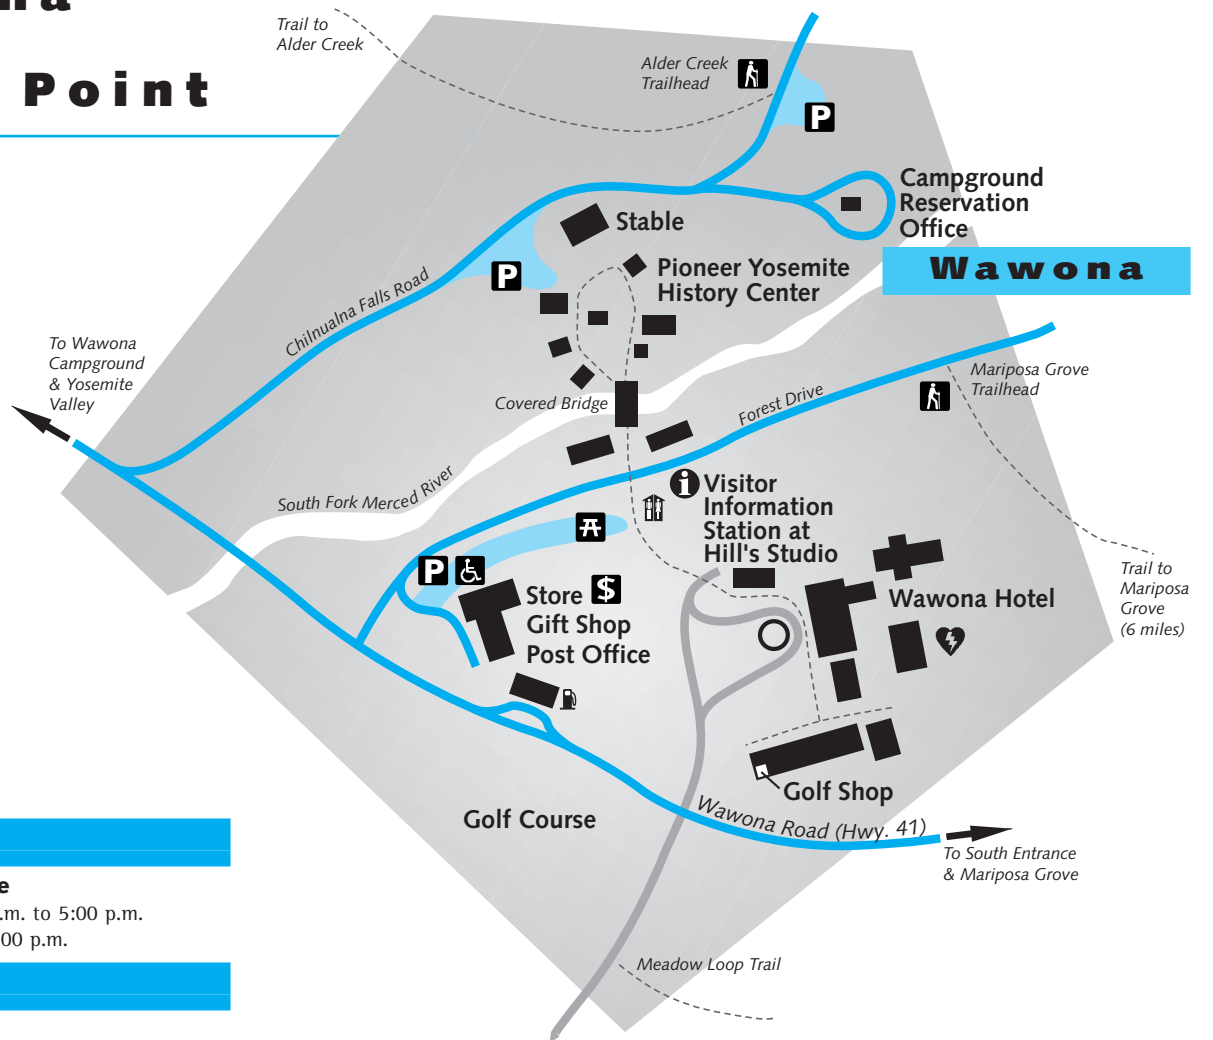 Point
Trail to
Alder Creek
Alder Creek
Trailhead
P
Campground
Reservation
Office
Stable
Wawona
Pioneer Yosemite
History Center
P
Chilnualna Falls Road
To Wawona
Campground
& Yosemite
Valley
Covered Bridge
Forest Drive
Mariposa Grove
Trailhead
South Fork Merced River
i Visitor
Information
Station at
Hill's Studio
P
Store $
Gift Shop
Post Office
Wawona Hotel
Trail to
Mariposa
Grove
(6 miles)
Golf Shop
Golf Course
Wawona Road (Hwy. 41)
To South Entrance
& Mariposa Grove
.m. to 5:00 p.m.
00 p.m.
Meadow Loop Trail